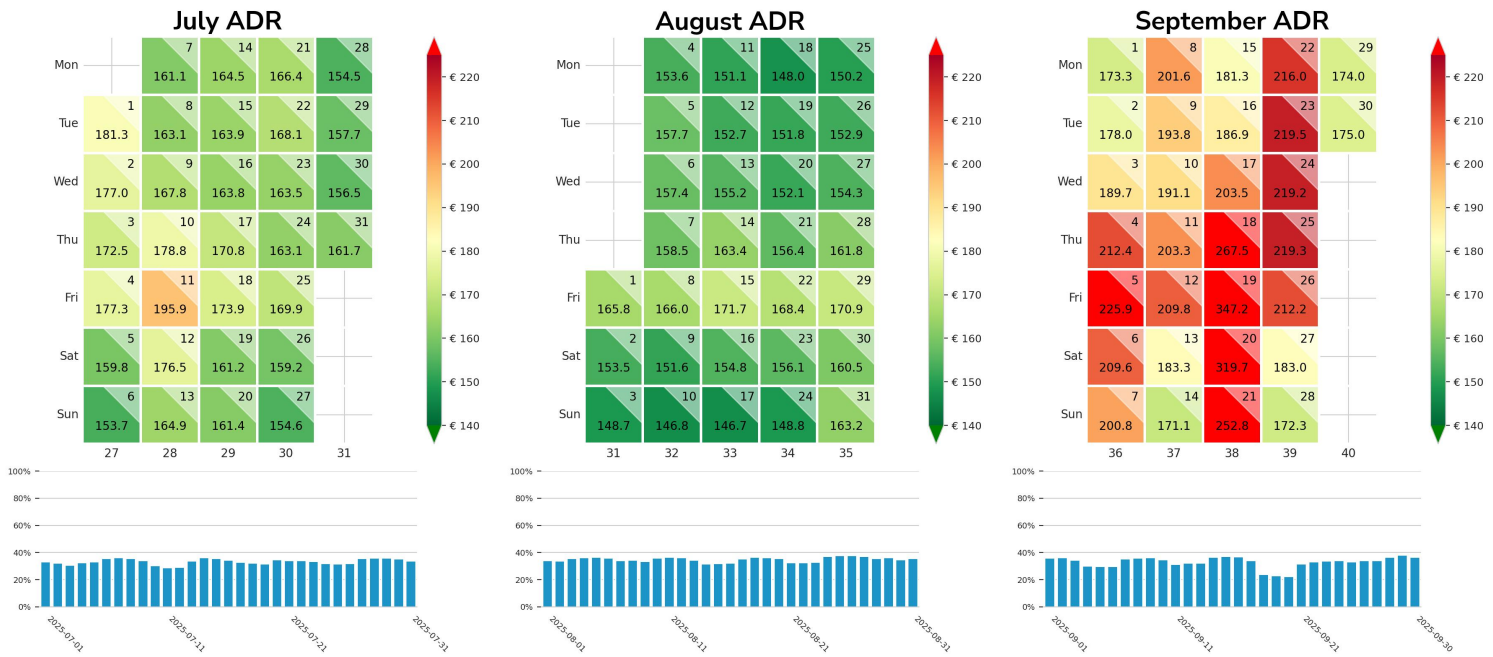 July ADR
Mon 7 161.1 14 164.5 21 166.4 28 154.5
Tue 1 181.3 8 163.1 15 163.9 22 168.1 29 157.7
Wed 2 177.0 9 167.8 16 163.8 23 163.5 30 156.5
Thu 3 172.5 10 178.8 17 170.8 24 163.1 31 161.7
Fri 4 177.3 11 195.9 18 173.9 25 169.9
Sat 5 159.8 12 176.5 19 161.2 26 159.2
Sun 6 153.7 13 164.9 20 161.4 27 154.6
27 28 29 30 31
€ 220
€ 210
€ 200
€ 190
€ 180
€ 170
€ 160
€ 150
€ 140
100%
80%
60%
40%
20%
0%
2025-07-01 2025-07-11 2025-07-21 2025-07-31
August ADR
Mon 4 153.6 11 151.1 18 148.0 25 150.2
Tue 5 157.7 12 152.7 19 151.8 26 152.9
Wed 6 157.4 13 155.2 20 152.1 27 154.3
Thu 7 158.5 14 163.4 21 156.4 28 161.8
Fri 1 165.8 8 166.0 15 171.7 22 168.4 29 170.9
Sat 2 153.5 9 151.6 16 154.8 23 156.1 30 160.5
Sun 3 148.7 10 146.8 17 146.7 24 148.8 31 163.2
31 32 33 34 35
€ 220
€ 210
€ 200
€ 190
€ 180
€ 170
€ 160
€ 150
€ 140
100%
80%
60%
40%
20%
0%
2025-08-01 2025-08-11 2025-08-21 2025-08-31
September ADR
Mon 1 173.3 8 201.6 15 181.3 22 216.0 29 174.0
Tue 2 178.0 9 193.8 16 186.9 23 219.5 30 175.0
Wed 3 189.7 10 191.1 17 203.5 24 219.2
Thu 4 212.4 11 203.3 18 267.5 25 219.3
Fri 5 225.9 12 209.8 19 347.2 26 212.2
Sat 6 209.6 13 183.3 20 319.7 27 183.0
Sun 7 200.8 14 171.1 21 252.8 28 172.3
36 37 38 39 40
€ 220
€ 210
€ 200
€ 190
€ 180
€ 170
€ 160
€ 150
€ 140
100%
80%
60%
40%
20%
0%
2025-09-01 2025-09-11 2025-09-21 2025-09-30